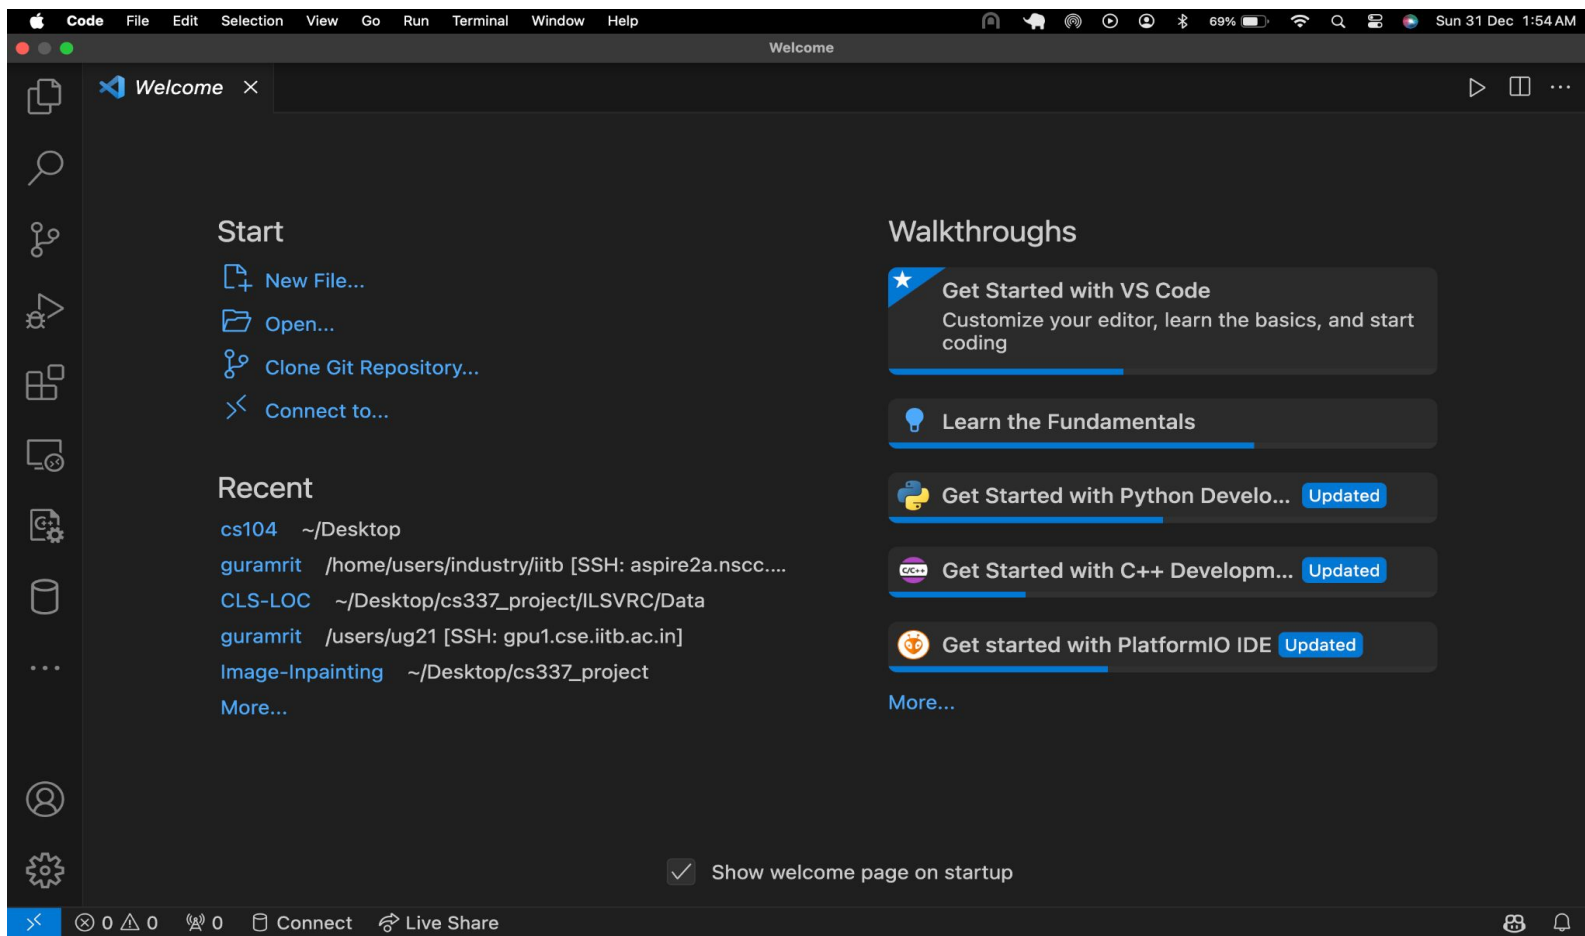 Code File Edit Selection View Go Run Terminal Window Help 69% Sun 31 Dec 1:54 AM
Welcome
Welcome
Start
New File...
Open...
Clone Git Repository...
Connect to...
Recent
cs104 ~/Desktop
guramrit /home/users/industry/iitb [SSH: aspire2a.nscc....
CLS-LOC ~/Desktop/cs337_project/ILSVRC/Data
guramrit /users/ug21 [SSH: gpu1.cse.iitb.ac.in]
Image-Inpainting ~/Desktop/cs337_project
More...
Walkthroughs
Get Started with VS Code
Customize your editor, learn the basics, and start
coding
Learn the Fundamentals
Get Started with Python Develo... Updated
C/C++ Get Started with C++ Developm... Updated
Get started with PlatformIO IDE Updated
More...
Show welcome page on startup
0 0 0 Connect Live Share